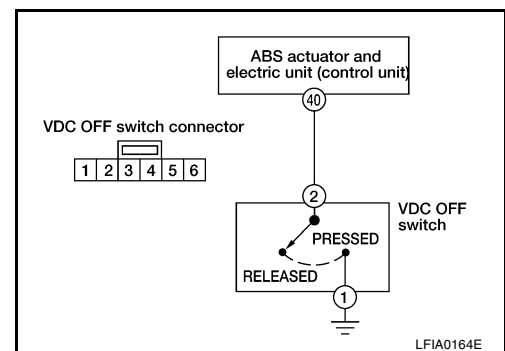 ABS actuator and
electric unit (control unit)
40
VDC OFF switch connector
1 2 3 4 5 6
2
VDC OFF
switch
PRESSED
RELEASED
1
LFIA0164E